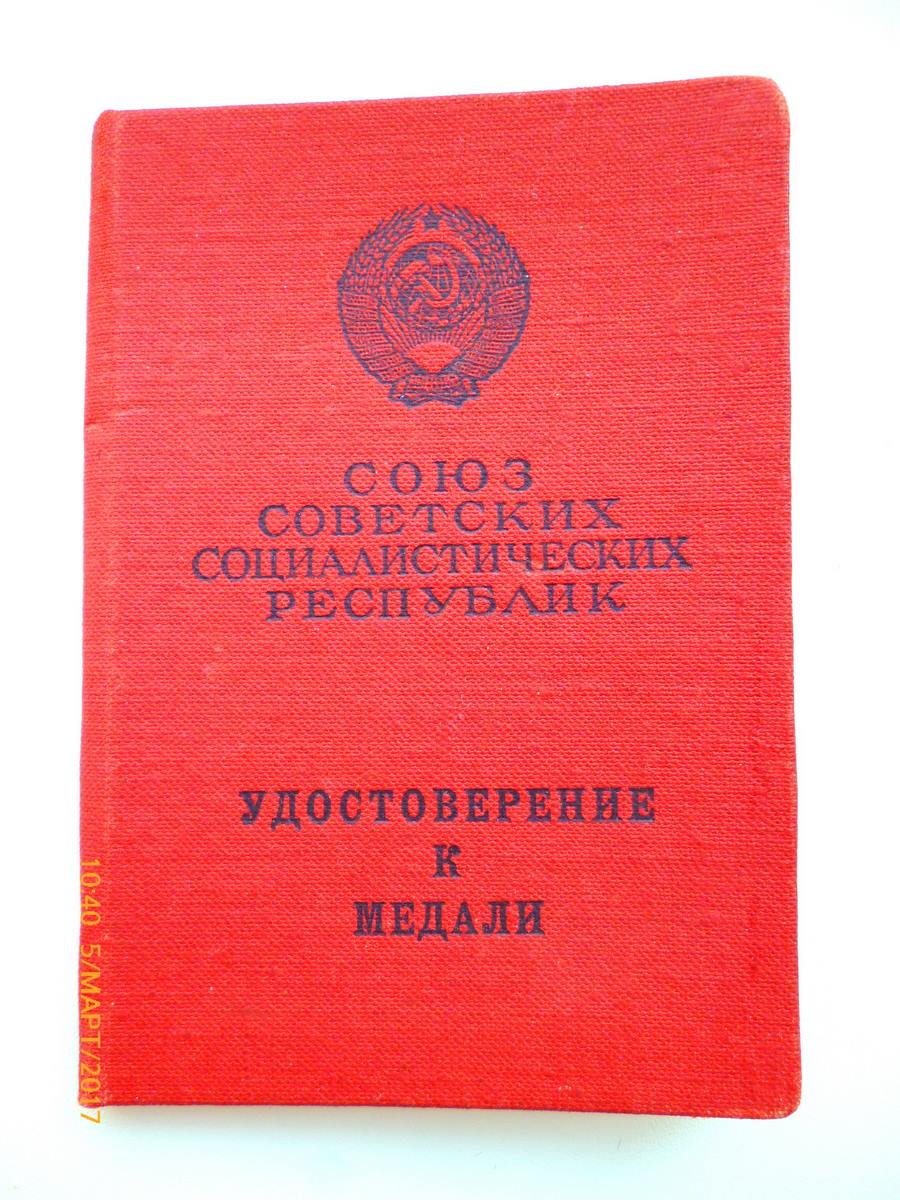 СОЮЗ
СОВЕТСКИХ
СОЦИАЛИСТИЧЕСКИХ
РЕСПУБЛИК
УДОСТОВЕРЕНИЕ
К
МЕДАЛИ
10:40 5/МАРТ/2017